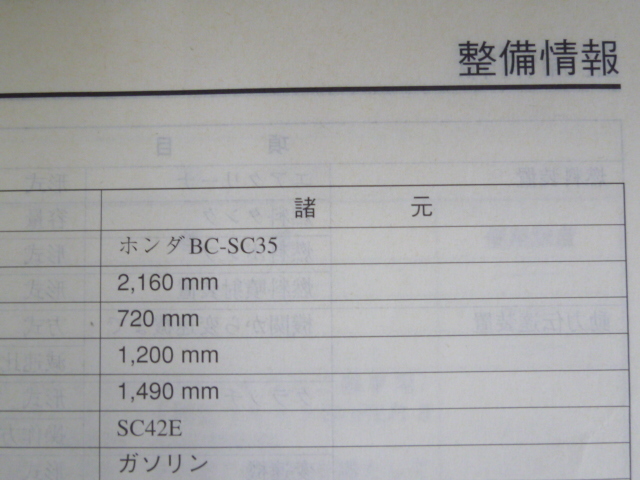 整備情報
諸 元
ホンダBC-SC35
2,160 mm
720 mm
1,200 mm
1,490 mm
SC42E
ガソリン